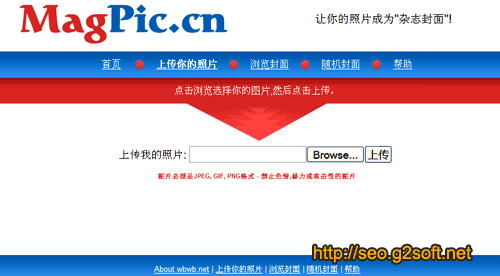 MagPic.cn
让你的照片成为"杂志封面"!
首页 上传你的照片 浏览封面 随机封面 帮助
点击浏览选择你的图片,然后点击上传。
上传我的照片: Browse... 上传
图片必须是JPEG, GIF, PNG格式 - 禁止色情,暴力或攻击性的图片
http://seo.g2soft.net
About wbwb.net | 上传你的照片 | 浏览封面 | 随机封面 | 帮助